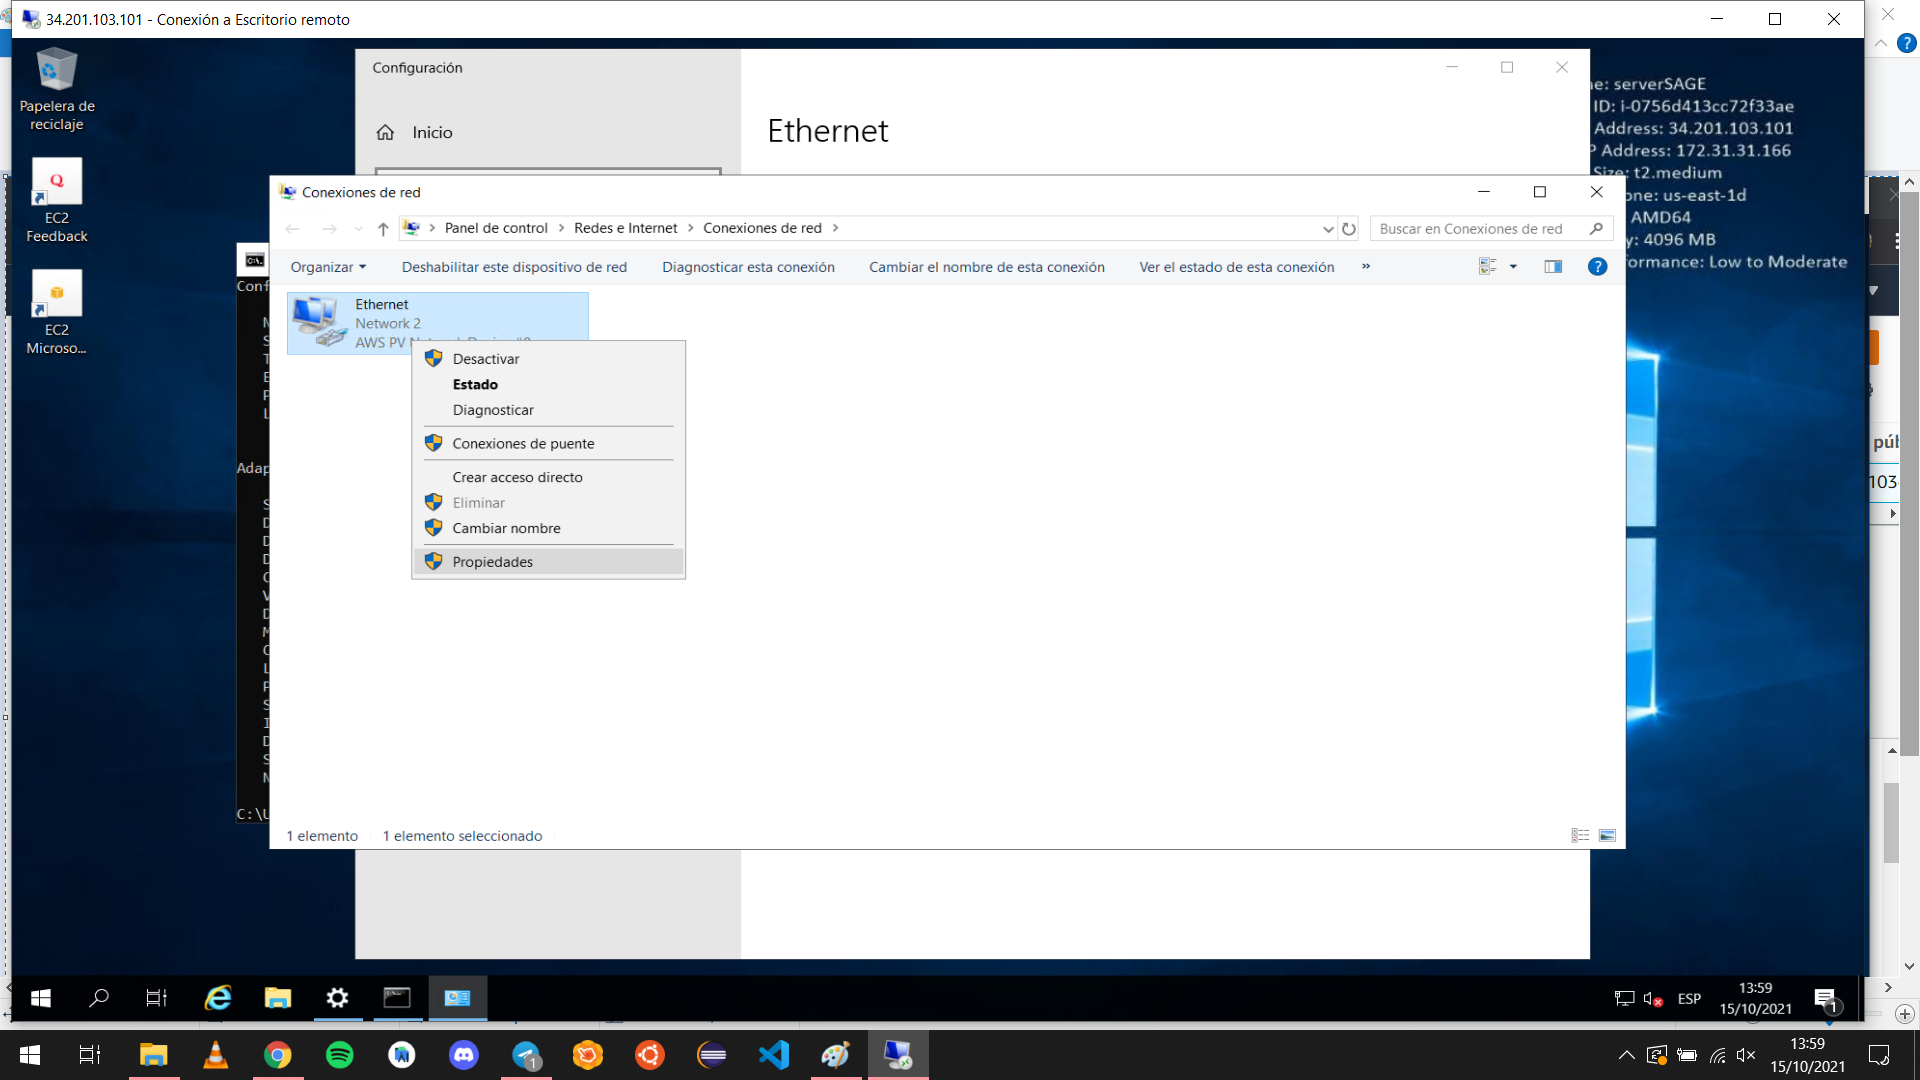 34.201.103.101 - Conexión a Escritorio remoto
Papelera de
reciclaje
EC2
Feedback
EC2
Microso...
Configuración
Inicio
Ethernet
e: serverSAGE
ID: i-0756d413cc72f33ae
Address: 34.201.103.101
P Address: 172.31.31.166
Size: t2.medium
one: us-east-1d
AMD64
y: 4096 MB
formance: Low to Moderate
Conexiones de red
Panel de control
Redes e Internet
Conexiones de red
Buscar en Conexiones de red
Organizar
Deshabilitar este dispositivo de red
Diagnosticar esta conexión
Cambiar el nombre de esta conexión
Ver el estado de esta conexión
»
Ethernet
Network 2
AWS PV
Desactivar
Estado
Diagnosticar
Conexiones de puente
Crear acceso directo
Eliminar
Cambiar nombre
Propiedades
Conf
Adap
C:\U
1 elemento
1 elemento seleccionado
púb
103
ESP
13:59
15/10/2021
1
1
13:59
15/10/2021